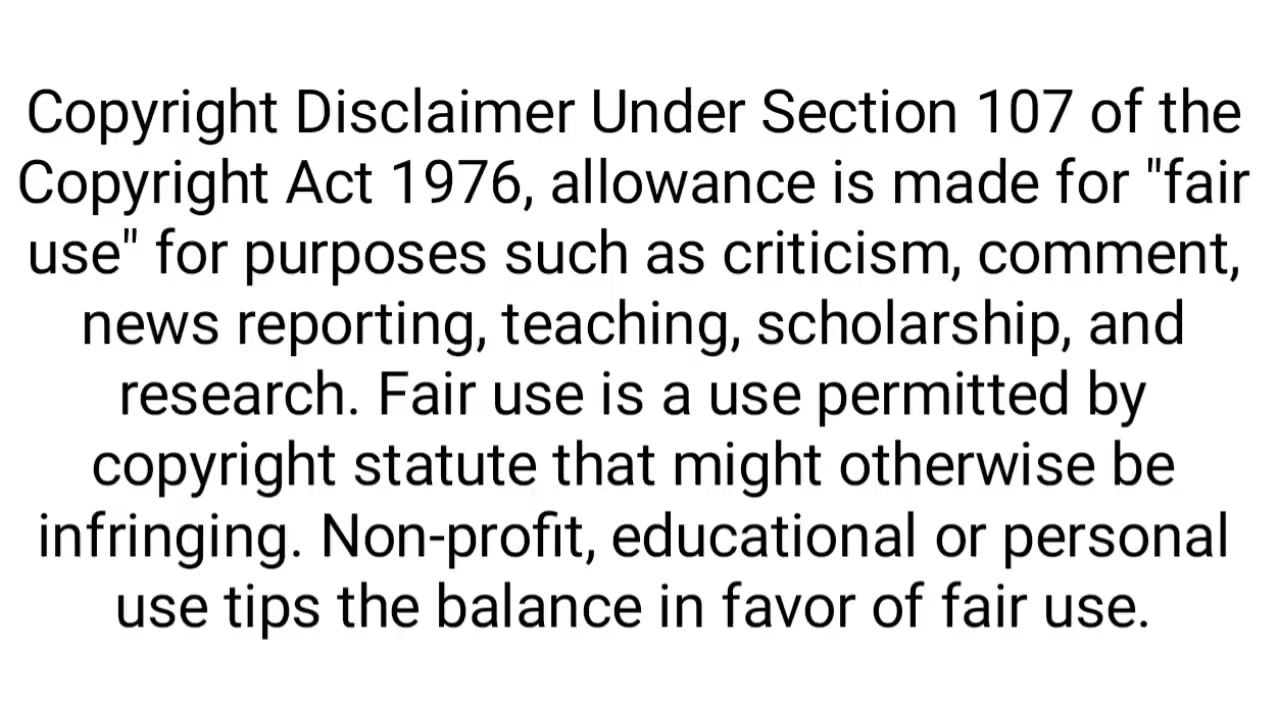 Copyright Disclaimer Under Section 107 of the
Copyright Act 1976, allowance is made for "fair
use" for purposes such as criticism, comment,
news reporting, teaching, scholarship, and
research. Fair use is a use permitted by
copyright statute that might otherwise be
infringing. Non-profit, educational or personal
use tips the balance in favor of fair use.